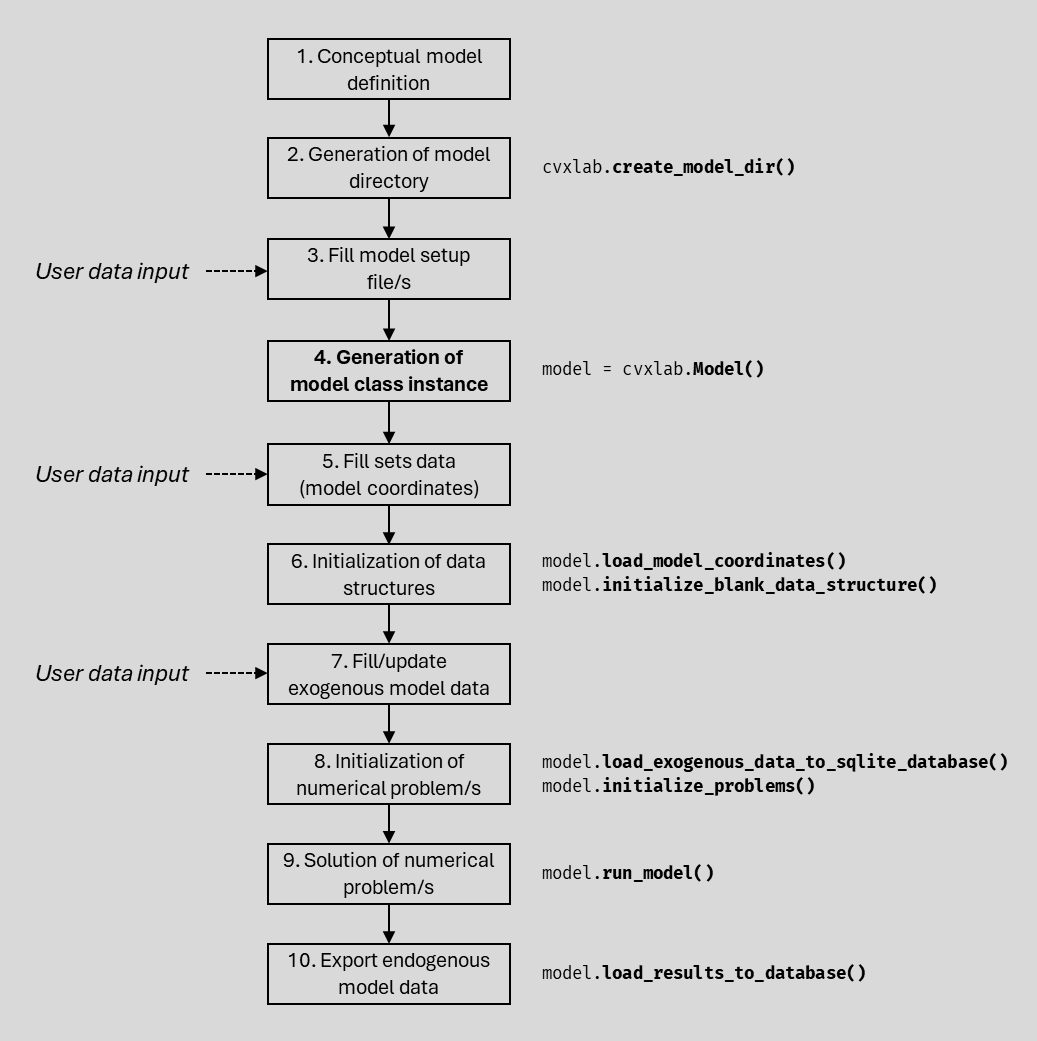 1. Conceptual model
definition
2. Generation of model
directory
cvxlab.create_model_dir()
User data input
3. Fill model setup
file/s
4. Generation of
model class instance
model = cvxlab.Model()
User data input
5. Fill sets data
(model coordinates)
6. Initialization of data
structures
model.load_model_coordinates()
model.initialize_blank_data_structure()
User data input
7. Fill/update
exogenous model data
8. Initialization of
numerical problem/s
model.load_exogenous_data_to_sqlite_database()
model.initialize_problems()
9. Solution of numerical
problem/s
model.run_model()
10. Export endogenous
model data
model.load_results_to_database()